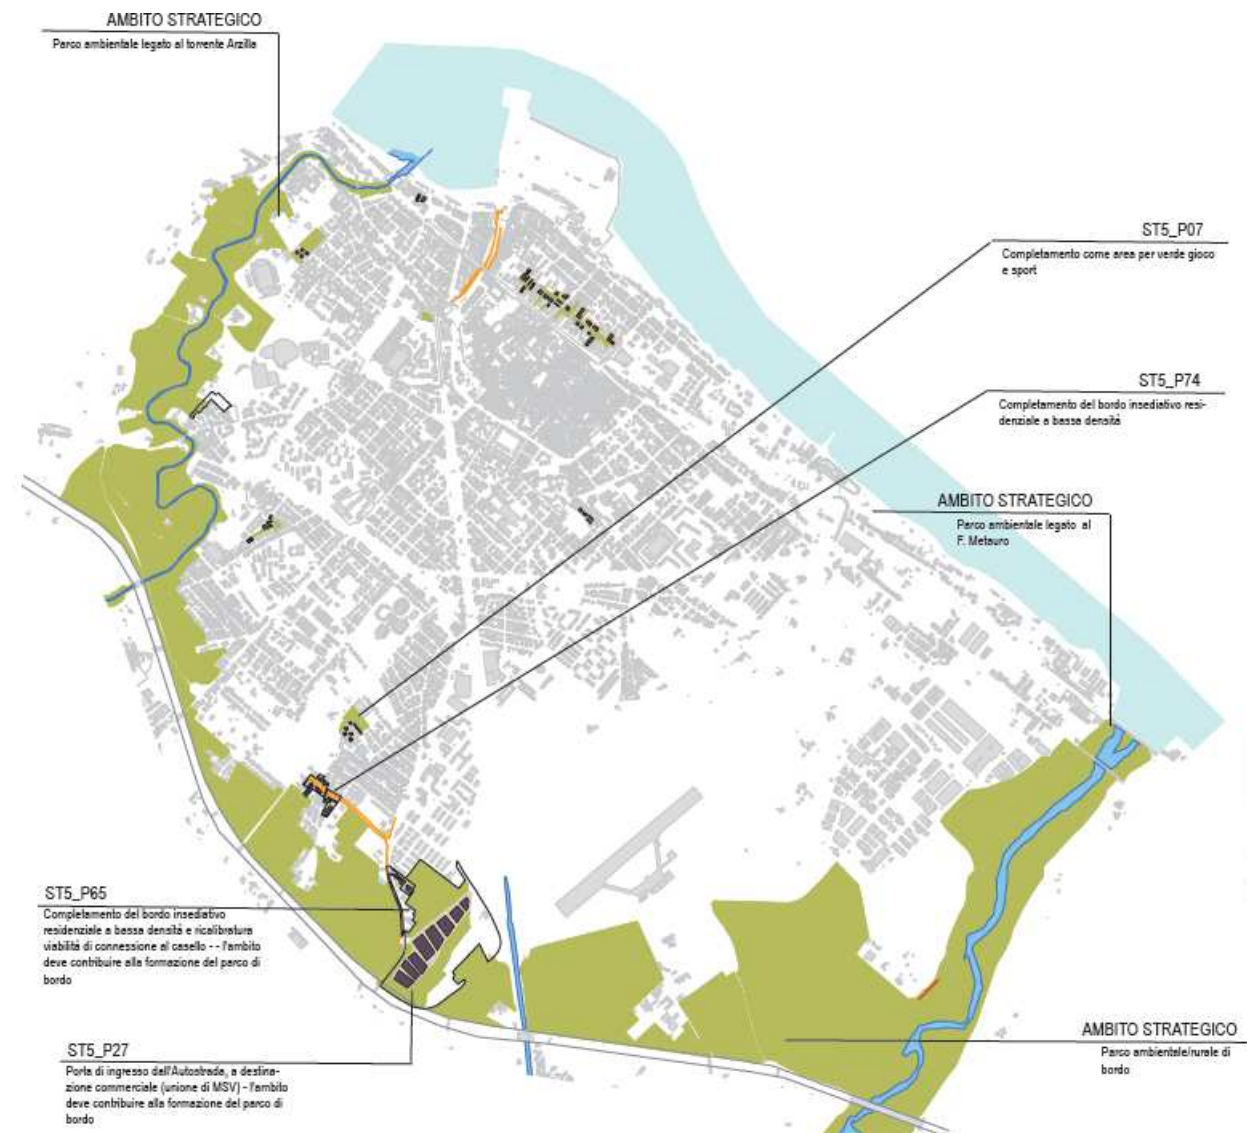 AMBITO STRATEGICO
Parco ambientale legato al torrente Arzilla
ST5_P07
Completamento come area per verde gioco
e sport
ST5_P74
Completamento del bordo insediativo resi-
denziale a bassa densità
AMBITO STRATEGICO
Parco ambientale legato al
F. Metauro
ST5_P65
Completamento del bordo insediativo
residenziale a bassa densità e ricalibratura
viabilità di connessione al casello - - l'ambito
deve contribuire alla formazione del parco di
bordo
ST5_P27
Porta di ingresso dall'Autostrada, a destina-
zione commerciale (unione di MSV) - l'ambito
deve contribuire alla formazione del parco di
bordo
AMBITO STRATEGICO
Parco ambientale/rurale di
bordo